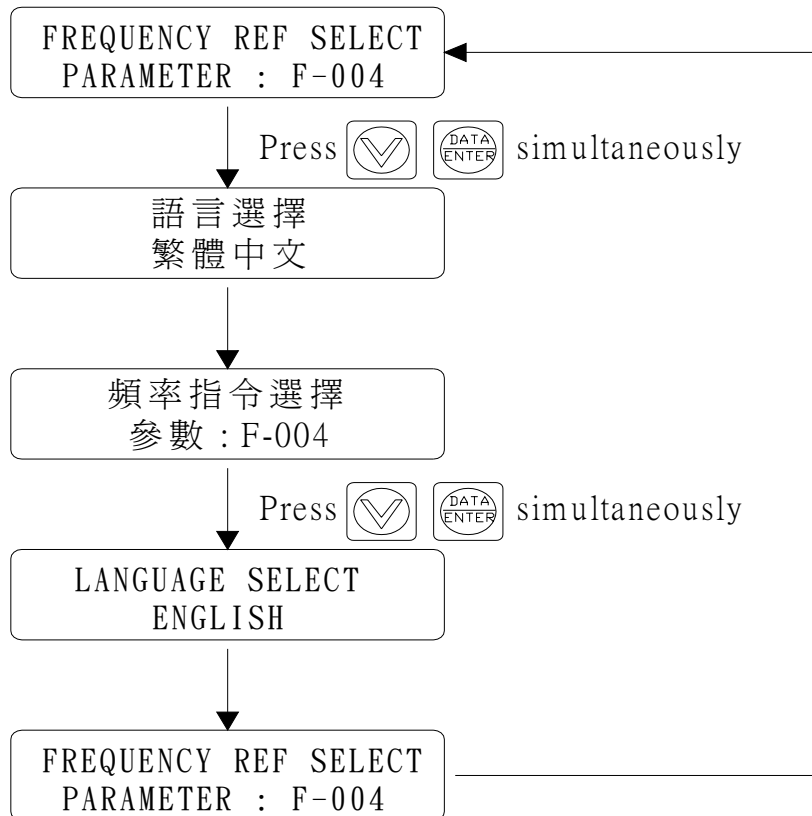 FREQUENCY REF SELECT
PARAMETER : F-004
Press DATA ENTER simultaneously
語言選擇
繁體中文
頻率指令選擇
參數 : F-004
Press DATA ENTER simultaneously
LANGUAGE SELECT
ENGLISH
FREQUENCY REF SELECT
PARAMETER : F-004